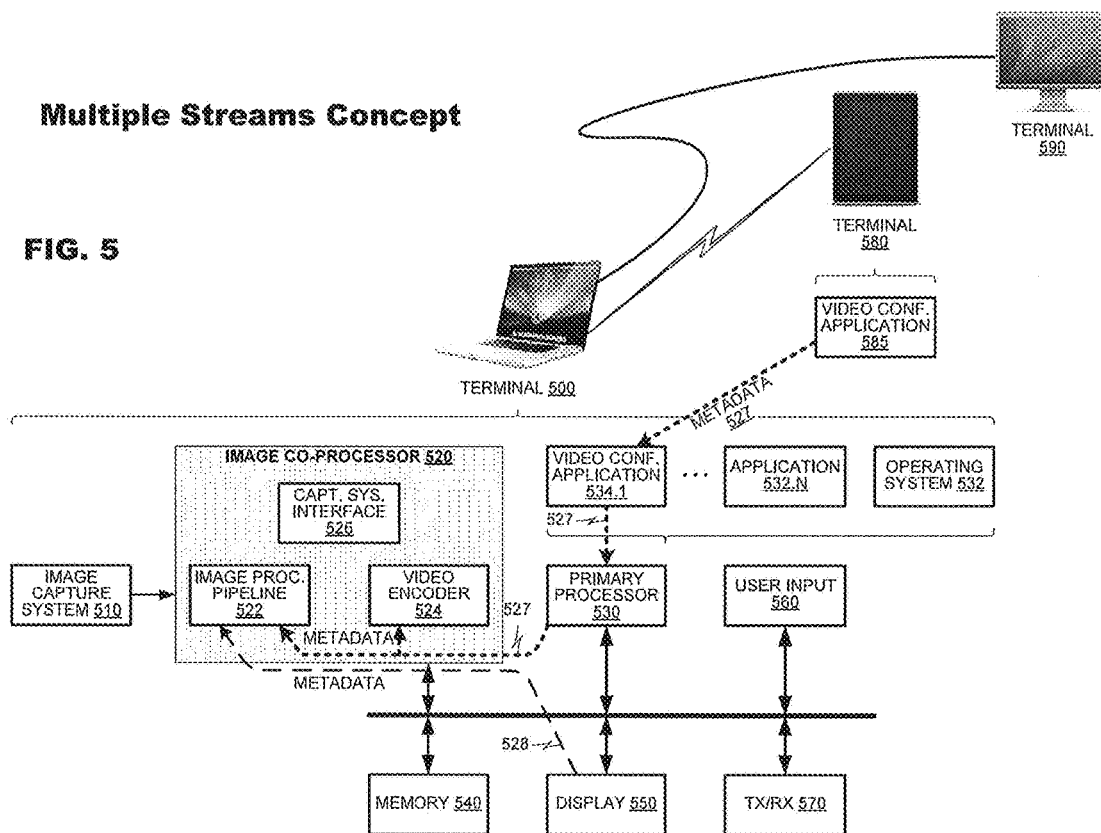 Multiple Streams Concept
FIG. 5
TERMINAL
590
TERMINAL
580
VIDEO CONF.
APPLICATION
585
TERMINAL 500
METADATA
527
IMAGE CO-PROCESSOR 520
CAPT. SYS.
INTERFACE
526
VIDEO CONF.
APPLICATION
534.1
...
APPLICATION
532.N
OPERATING
SYSTEM 532
527
IMAGE
CAPTURE
SYSTEM 510
IMAGE PROC.
PIPELINE
522
VIDEO
ENCODER
524
527
PRIMARY
PROCESSOR
530
USER INPUT
560
METADATA
METADATA
528
MEMORY 540
DISPLAY 550
TX/RX 570